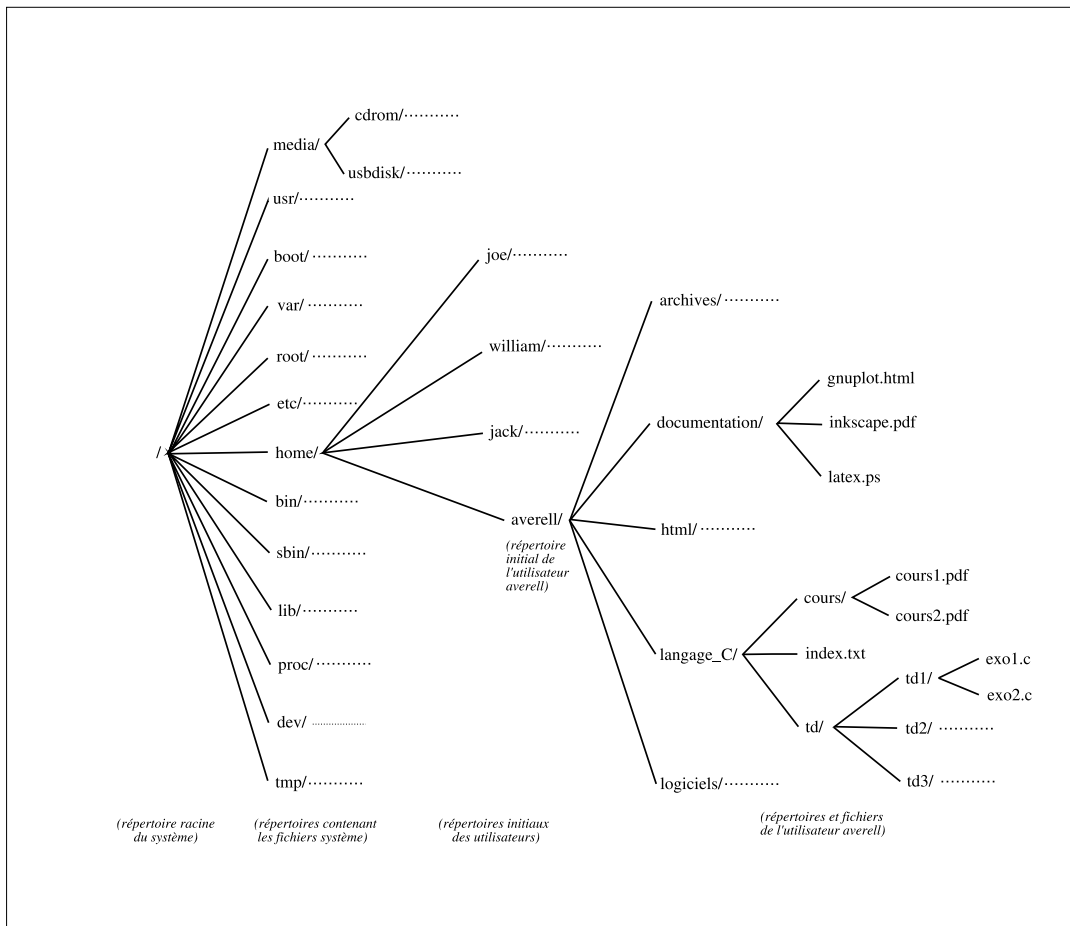 cdrom/...........
media/
usbdisk/...........
usr/...........
boot/...........
joe/...........
archives/...........
var/...........
william/...........
root/...........
gnuplot.html
etc/...........
documentation/
inkscape.pdf
jack/...........
/
home/
latex.ps
bin/...........
averell/
html/...........
(répertoire
initial de
l'utilisateur
averell)
sbin/...........
cours1.pdf
cours/
lib/...........
cours2.pdf
langage_C/
index.txt
exo1.c
proc/...........
td1/
exo2.c
dev/...........
td/
td2/...........
tmp/...........
logiciels/...........
td3/...........
(répertoire racine
du système)
(répertoires contenant
les fichiers système)
(répertoires initiaux
des utilisateurs)
(répertoires et fichiers
de l'utilisateur averell)